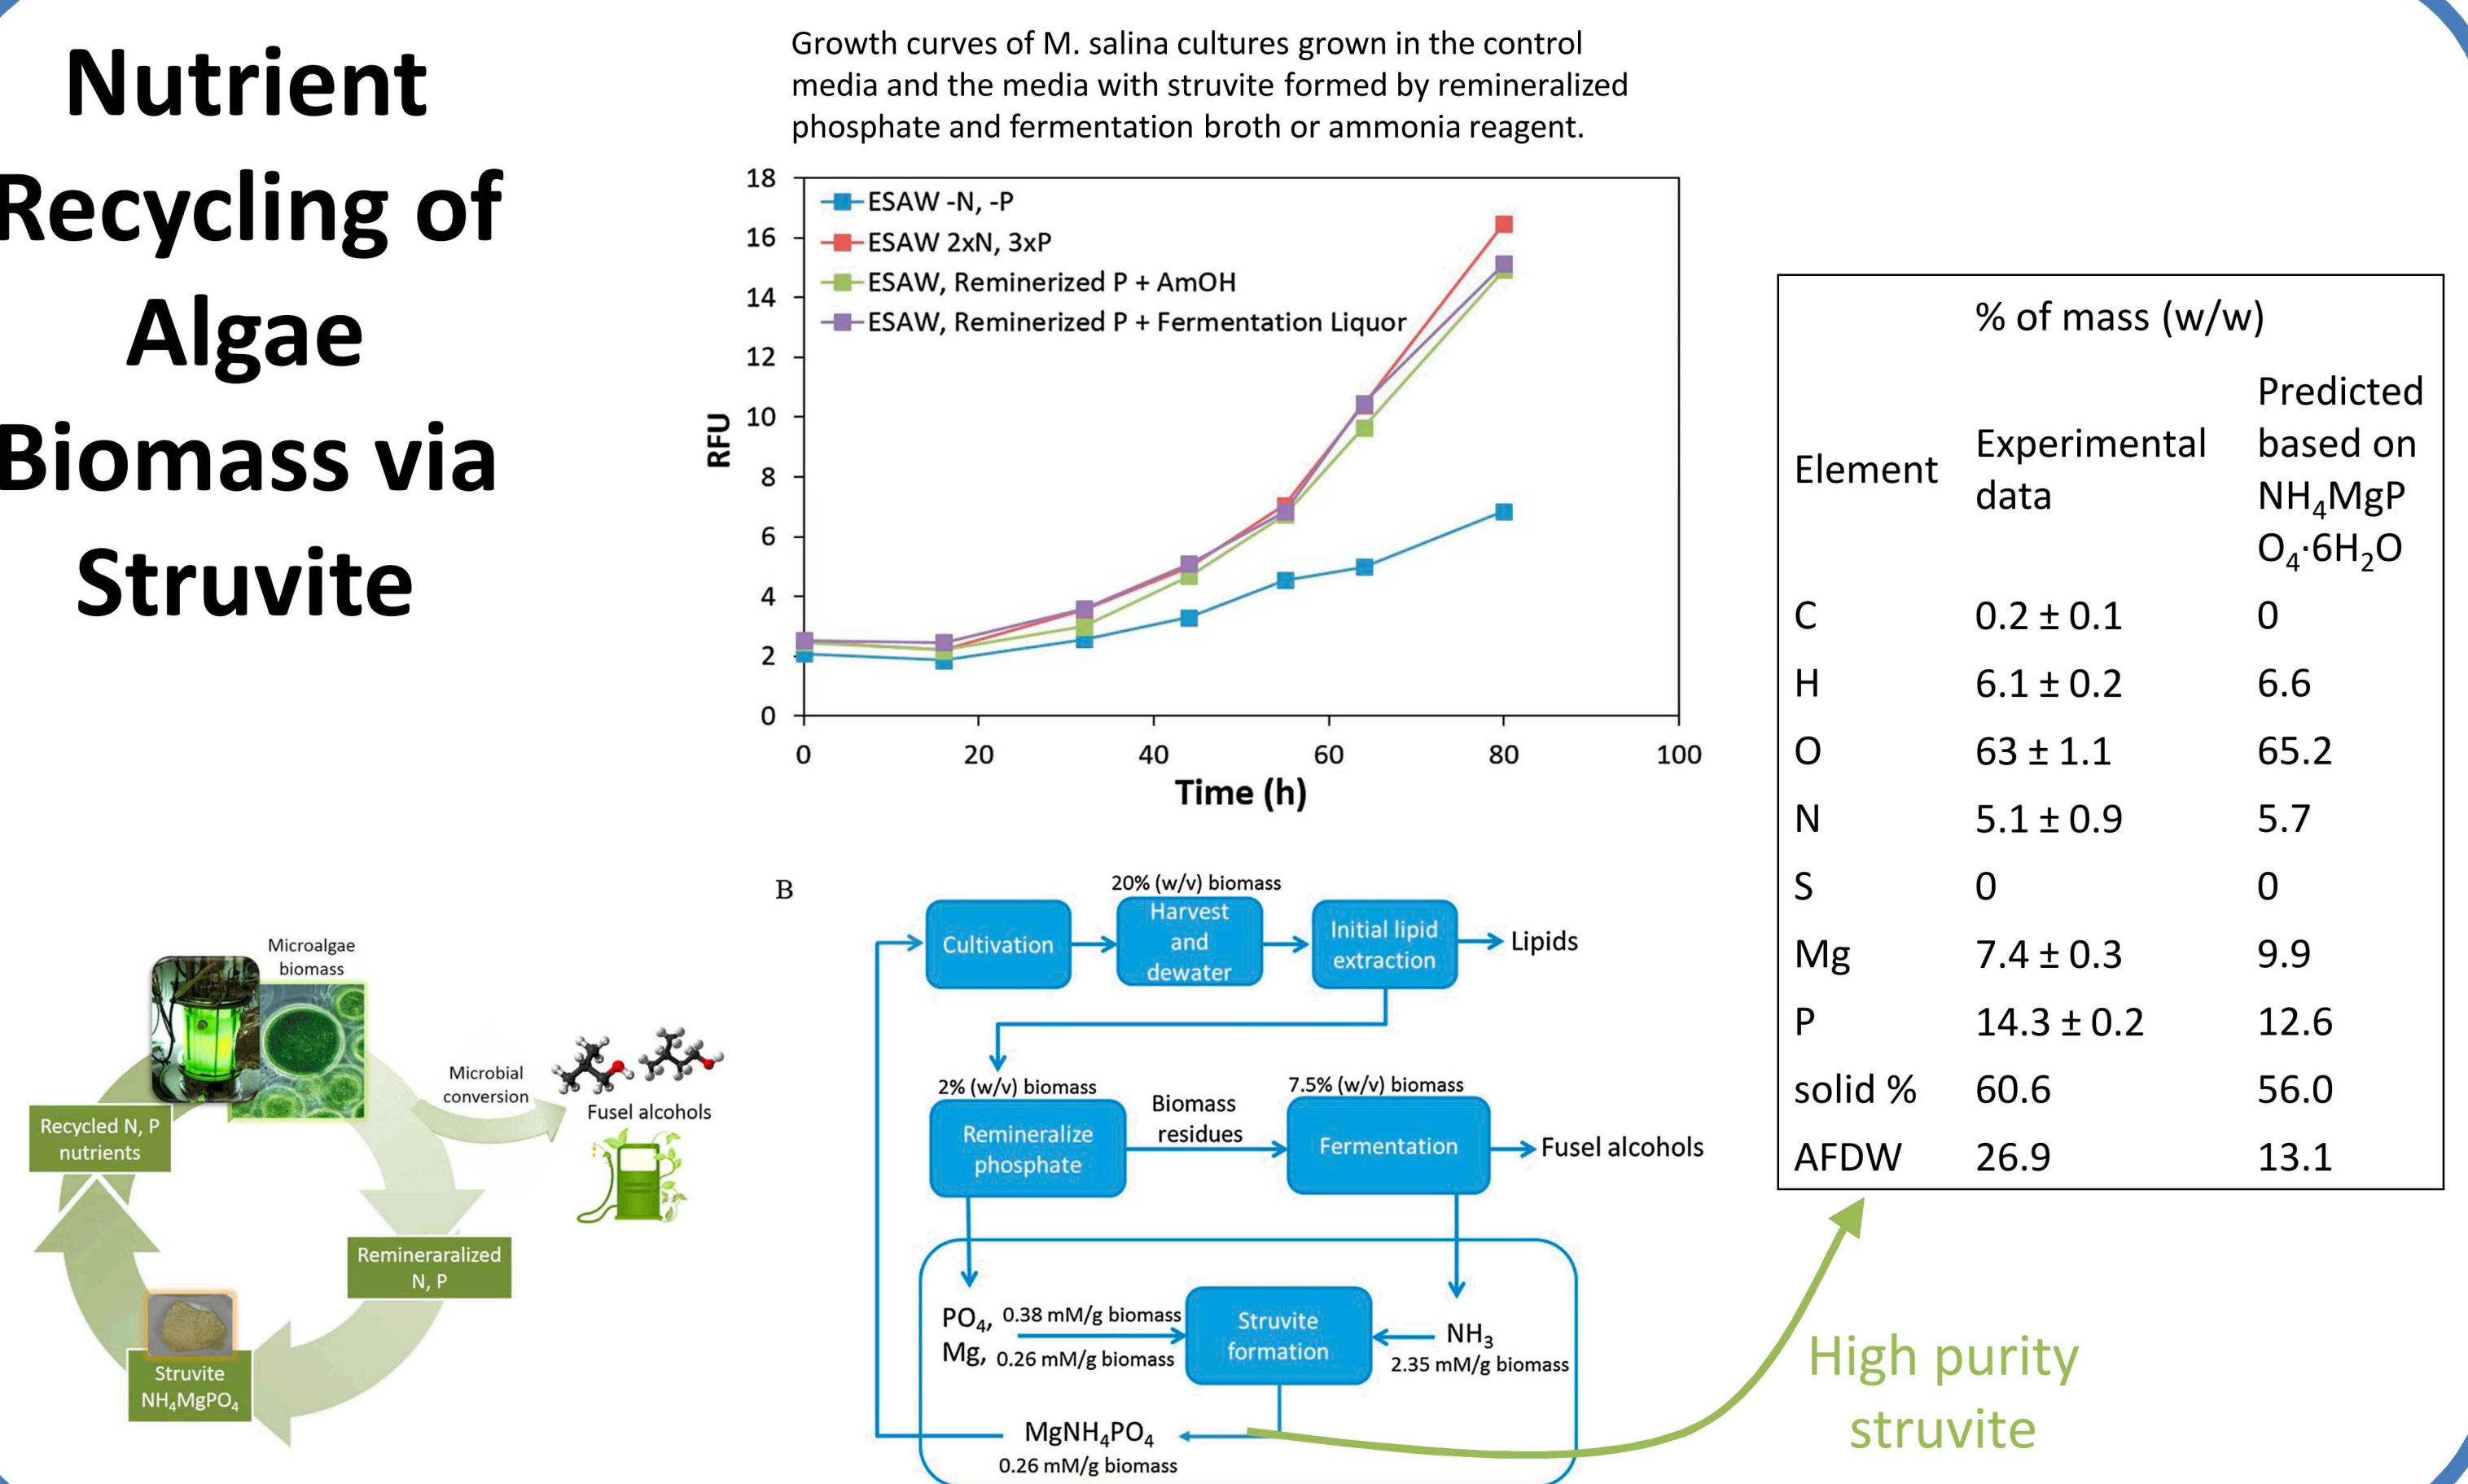 Nutrient
Recycling of
Algae
Biomass via
Struvite
Growth curves of M. salina cultures grown in the control
media and the media with struvite formed by remineralized
phosphate and fermentation broth or ammonia reagent.
18
16
14
12
10
8
6
4
2
0
RFU
ESAW -N, -P
ESAW 2xN, 3xP
ESAW, Reminerized P + AmOH
ESAW, Reminerized P + Fermentation Liquor
0 20 40 60 80 100
Time (h)
% of mass (w/w)
Element
Experimental
data
Predicted
based on
NH₄MgP
O₄·6H₂O
C 0.2 ± 0.1 0
H 6.1 ± 0.2 6.6
O 63 ± 1.1 65.2
N 5.1 ± 0.9 5.7
S 0 0
Mg 7.4 ± 0.3 9.9
P 14.3 ± 0.2 12.6
solid % 60.6 56.0
AFDW 26.9 13.1
Microalgae
biomass
Microbial
conversion
Fusel alcohols
Recycled N, P
nutrients
Remineraralized
N, P
Struvite
NH₄MgPO₄
B
Cultivation
20% (w/v) biomass
Harvest
and
dewater
Initial lipid
extraction
Lipids
2% (w/v) biomass
Remineralize
phosphate
Biomass
residues
7.5% (w/v) biomass
Fermentation
Fusel alcohols
PO₄, 0.38 mM/g biomass
Mg, 0.26 mM/g biomass
Struvite
formation
NH₃
2.35 mM/g biomass
MgNH₄PO₄
0.26 mM/g biomass
High purity
struvite